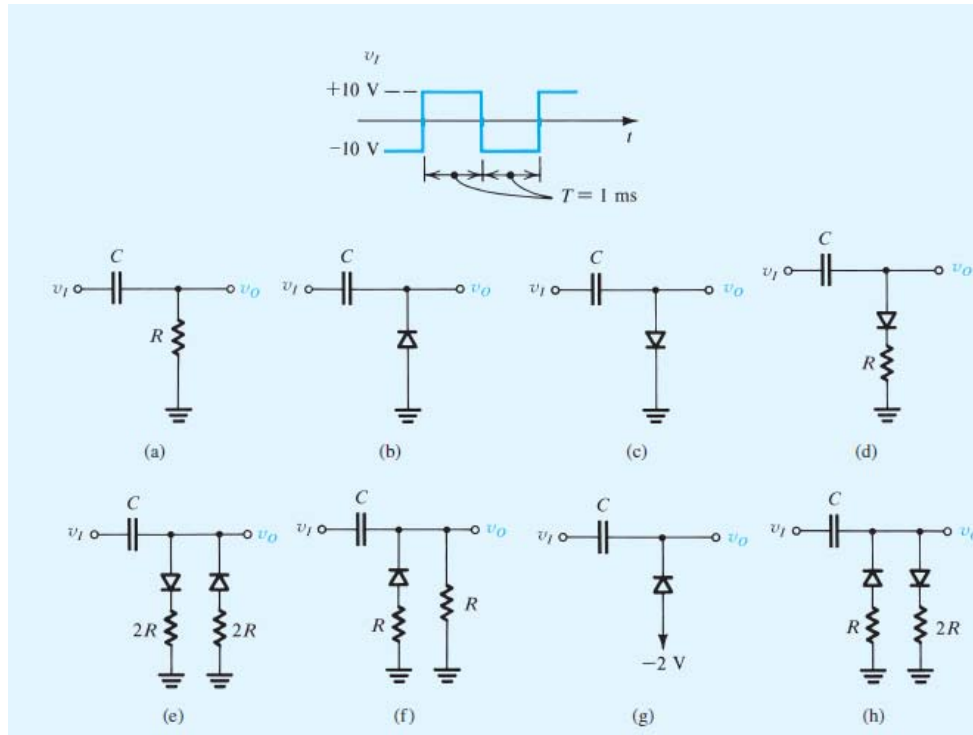 v_I
+10 V
t
−10 V
T = 1 ms
C C C C
v_I v_O v_I v_O v_I v_O v_I v_O
R R
(a) (b) (c) (d)
C C C C
v_I v_O v_I v_O v_I v_O v_I v_O
2R 2R R R R 2R
−2 V
(e) (f) (g) (h)